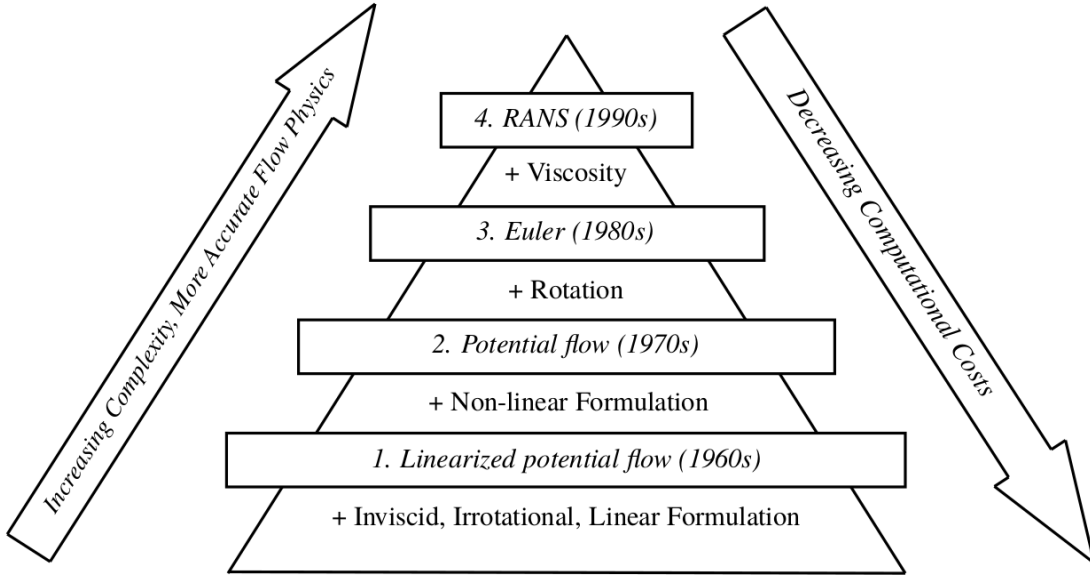 4. RANS (1990s)
+ Viscosity
3. Euler (1980s)
+ Rotation
2. Potential flow (1970s)
+ Non-linear Formulation
1. Linearized potential flow (1960s)
+ Inviscid, Irrotational, Linear Formulation
Increasing Complexity, More Accurate Flow Physics
Decreasing Computational Costs